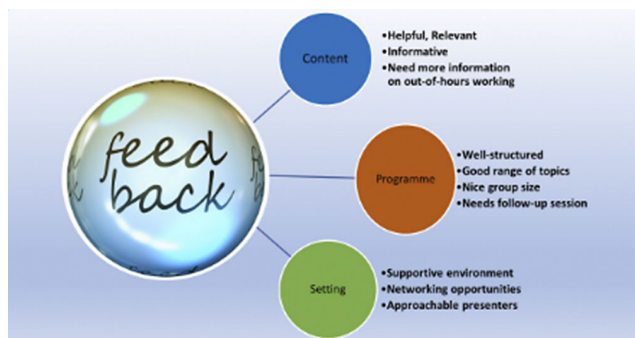 feed
back
Content
•Helpful, Relevant
•Informative
•Need more information
on out-of-hours working
Programme
•Well-structured
•Good range of topics
•Nice group size
•Needs follow-up session
Setting
•Supportive environment
•Networking opportunities
•Approachable presenters